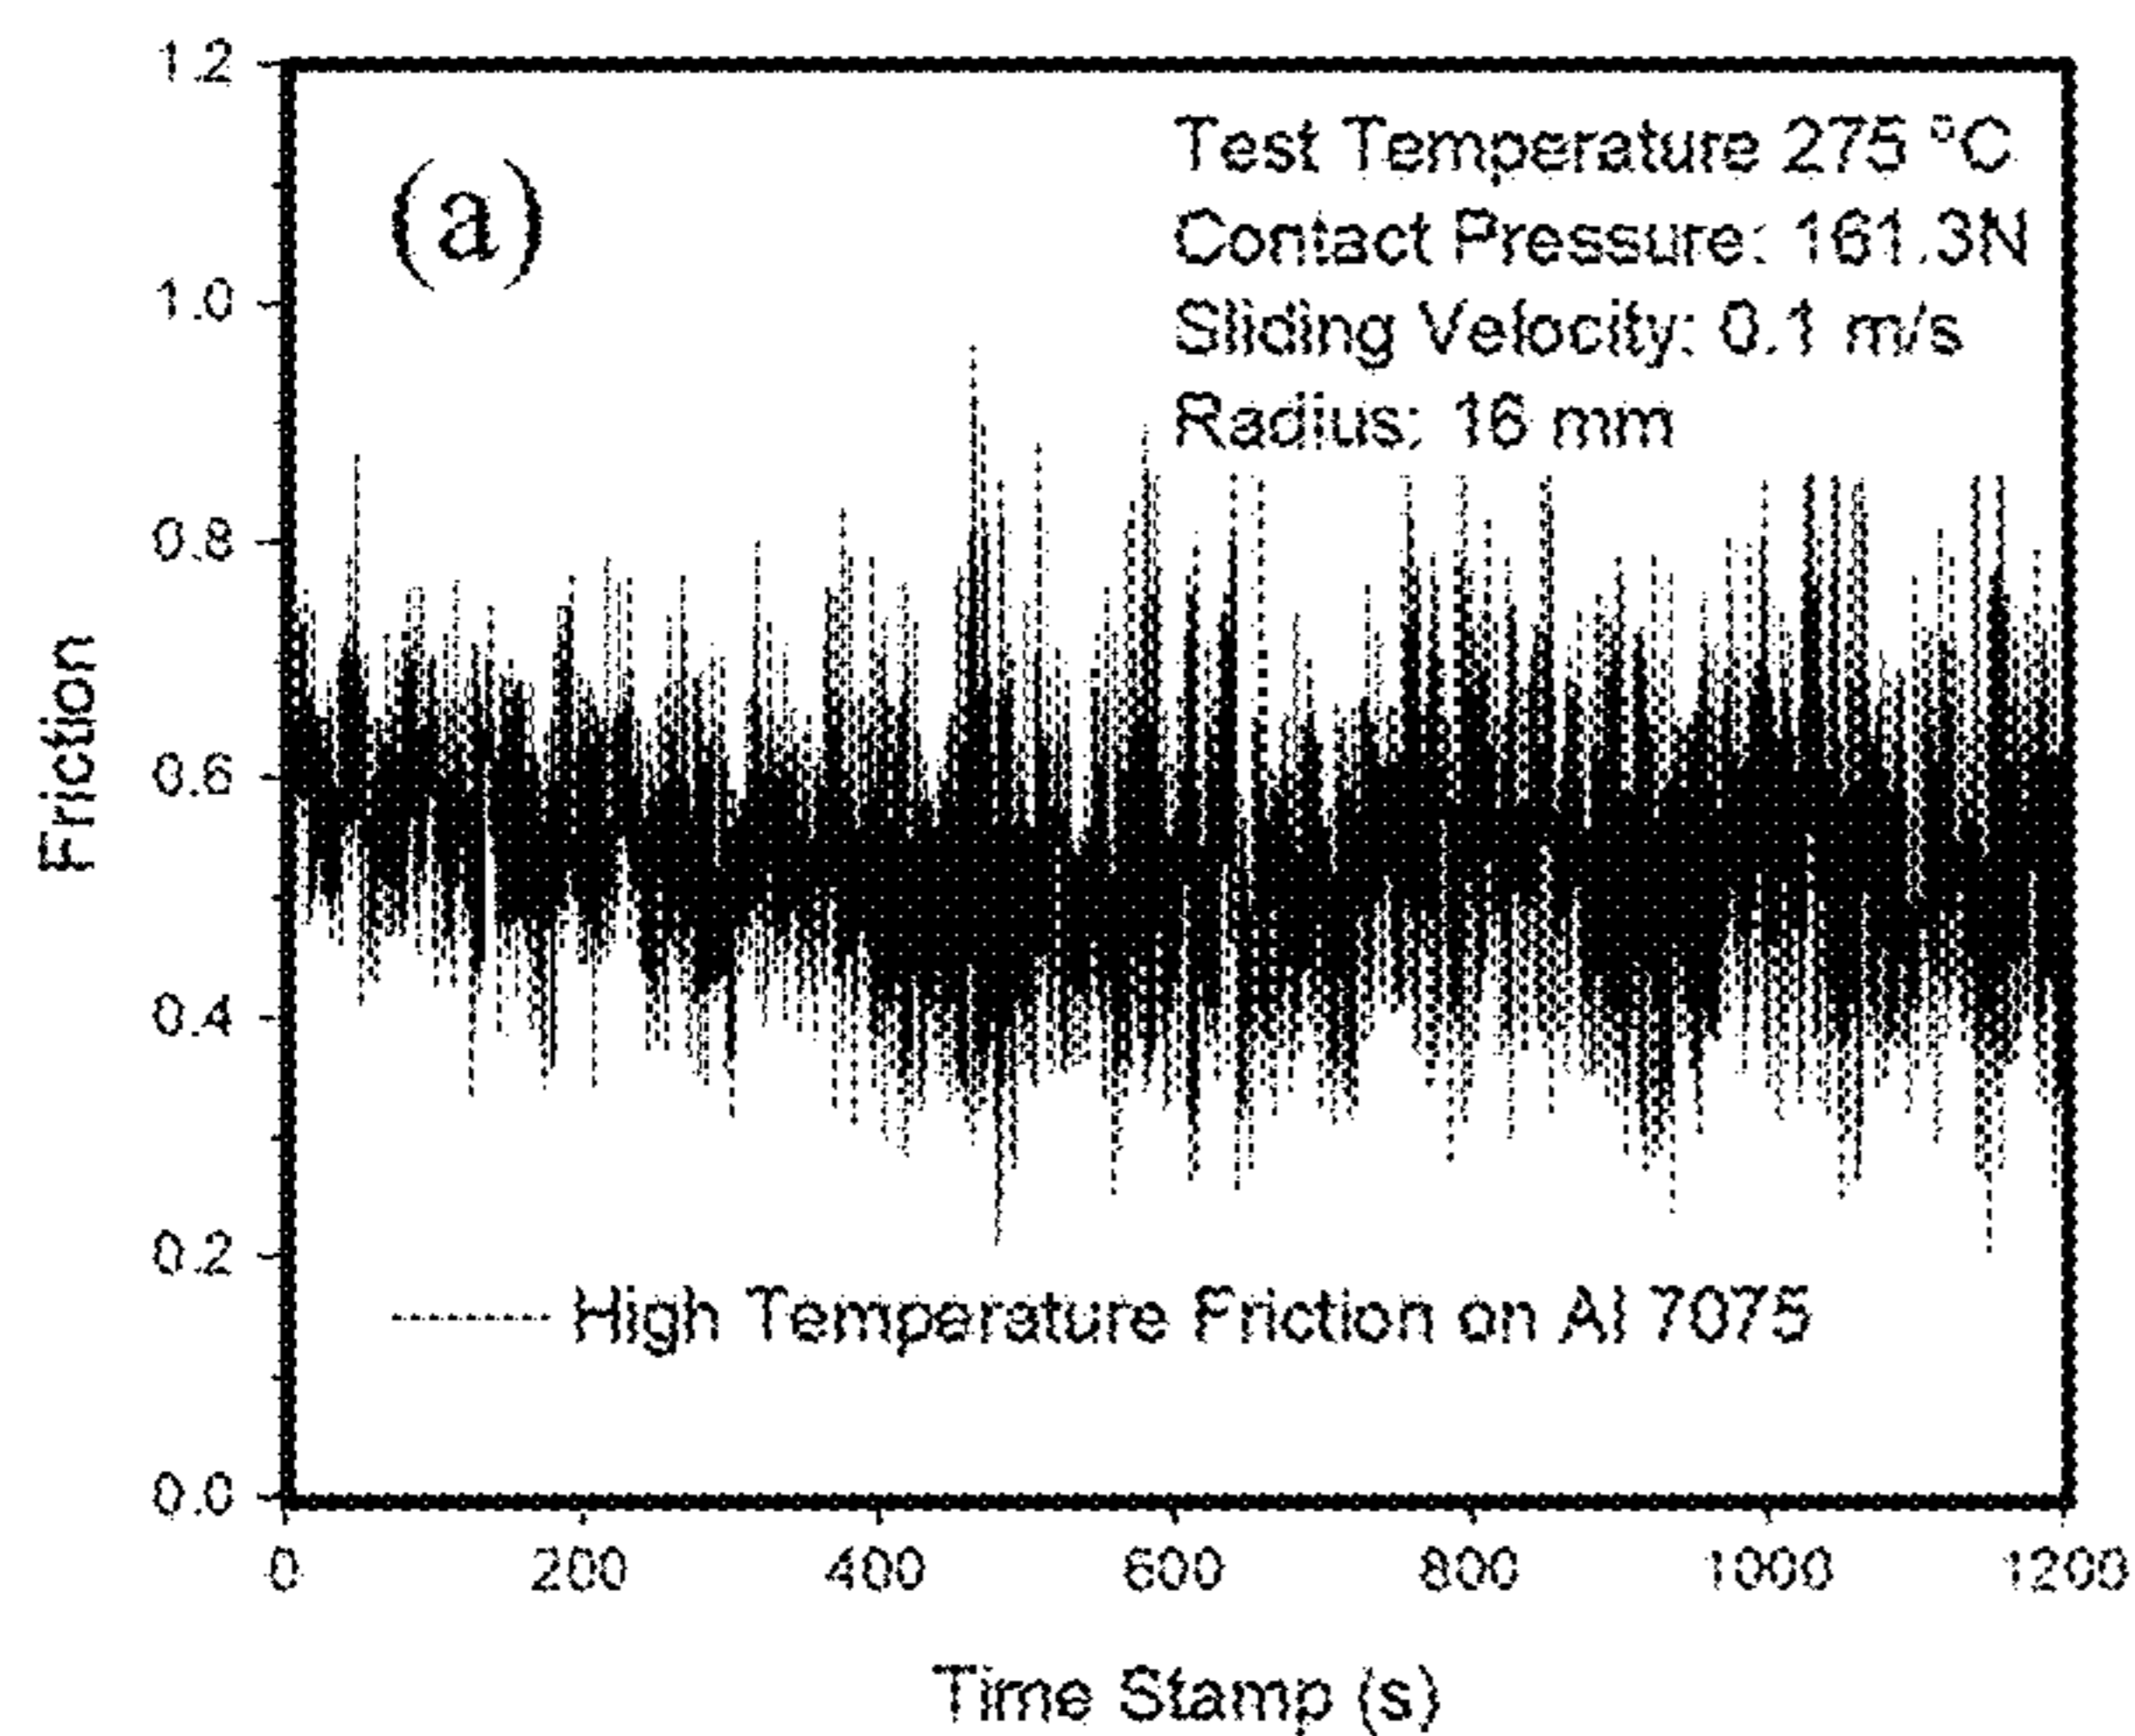 (a)
Test Temperature 275 °C
Contact Pressure: 161.3N
Sliding Velocity: 0.1 m/s
Radius: 16 mm
1.2
1.0
0.8
0.6
0.4
0.2
0.0
Friction
High Temperature Friction on Al 7075
0 200 400 600 800 1000 1200
Time Stamp (s)